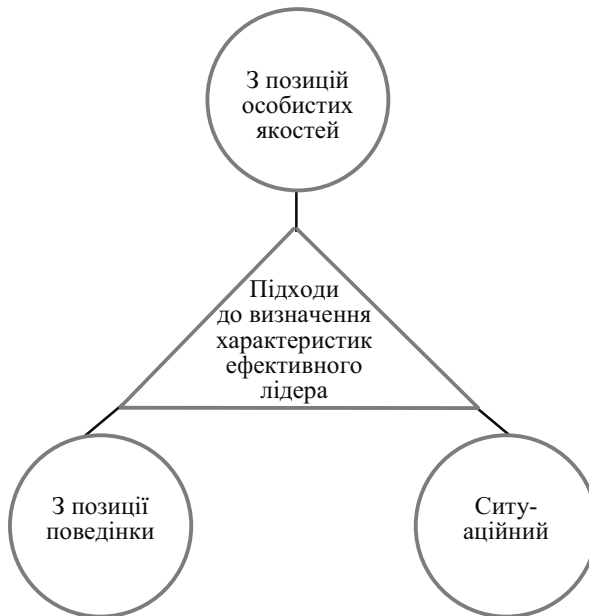 З позицій
особистих
якостей
Підходи
до визначення
характеристик
ефективного
лідера
З позиції
поведінки
Ситу-
аційний